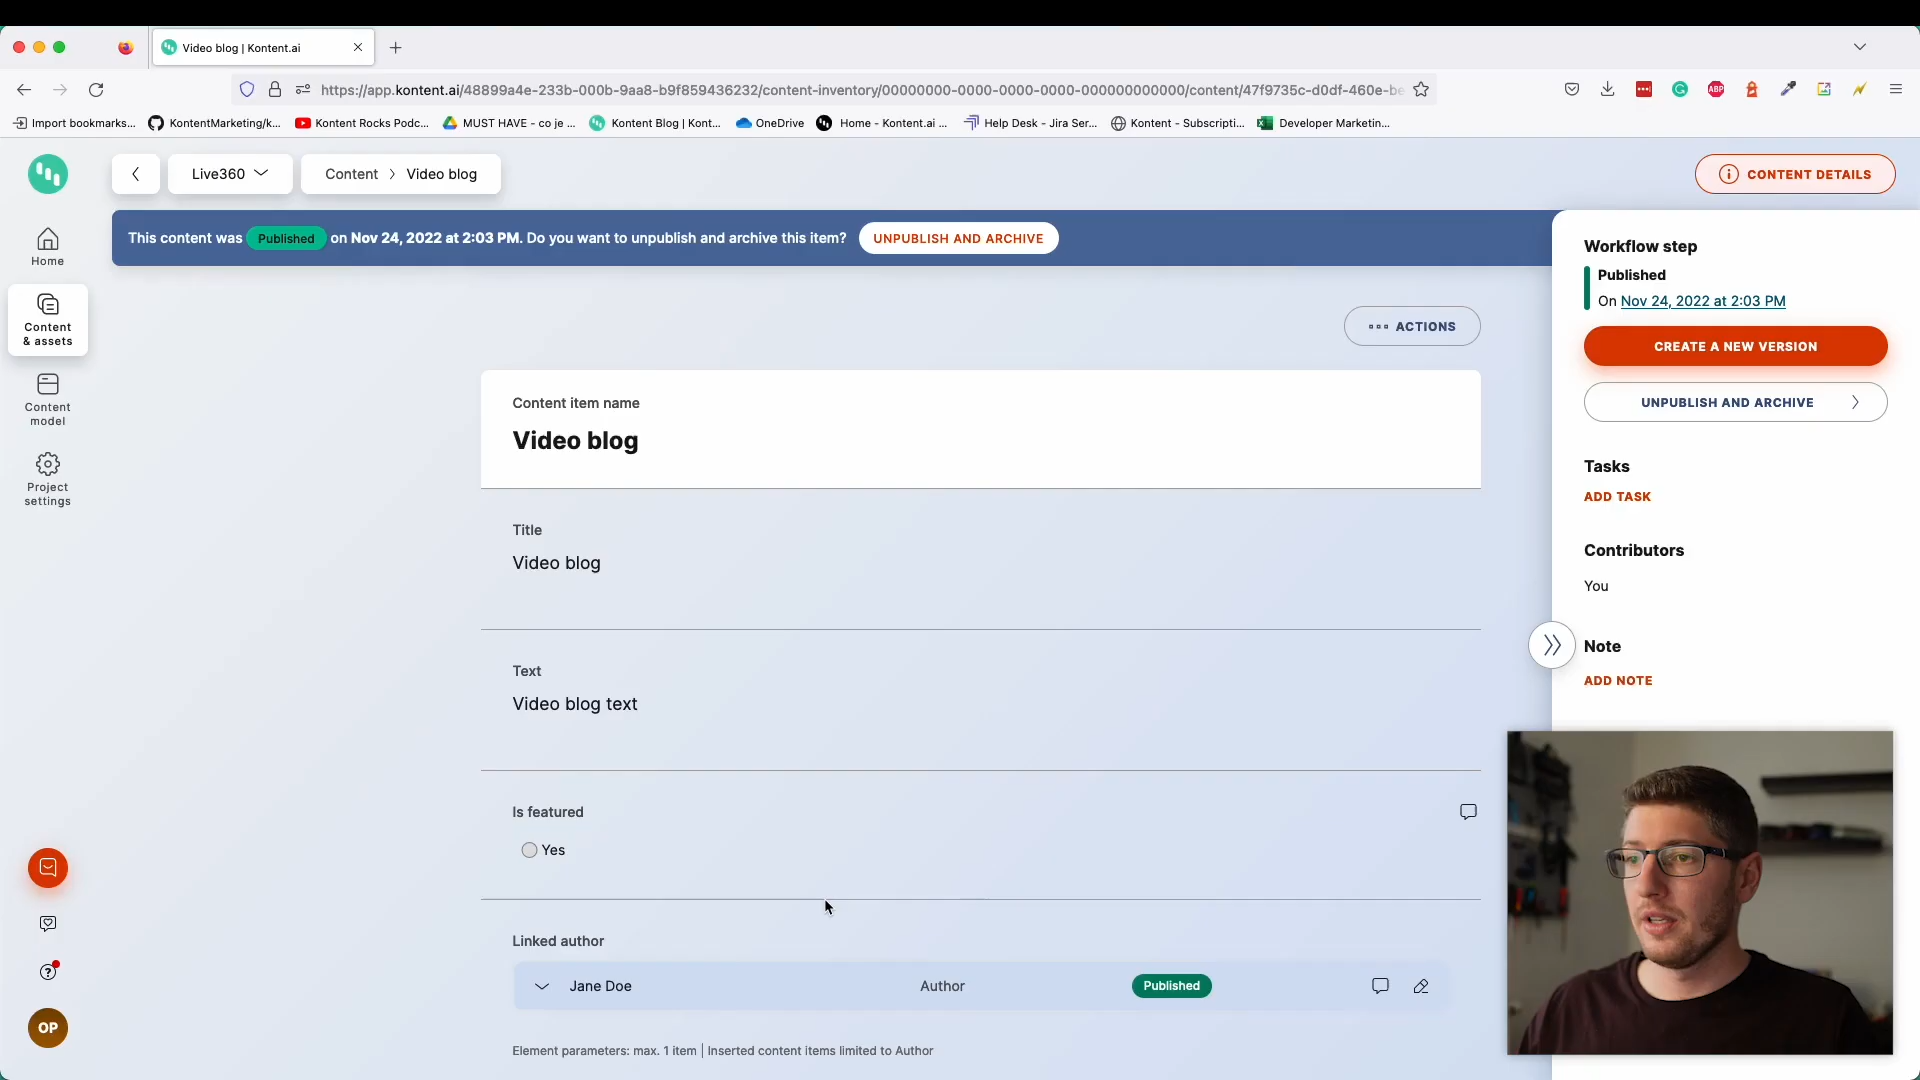 Video blog | Kontent.ai
https://app.kontent.ai/48899a4e-233b-000b-9aa8-b9f859436232/content-inventory/00000000-0000-0000-0000-000000000000/content/47f9735c-d0df-460e-be
Import bookmarks... KontentMarketing/k... Kontent Rocks Podc... MUST HAVE - co je ... Kontent Blog | Kont... OneDrive Home - Kontent.ai ... Help Desk - Jira Ser... Kontent - Subscripti... Developer Marketin...
ABP
Live360 Content > Video blog
CONTENT DETAILS
Home
Content
& assets
Content
model
Project
settings
OP
This content was Published on Nov 24, 2022 at 2:03 PM. Do you want to unpublish and archive this item? UNPUBLISH AND ARCHIVE
ACTIONS
Content item name
Video blog
Title
Video blog
Text
Video blog text
Is featured
Yes
Linked author
Jane Doe Author Published
Element parameters: max. 1 item | Inserted content items limited to Author
Workflow step
Published
On Nov 24, 2022 at 2:03 PM
CREATE A NEW VERSION
UNPUBLISH AND ARCHIVE
Tasks
ADD TASK
Contributors
You
Note
ADD NOTE